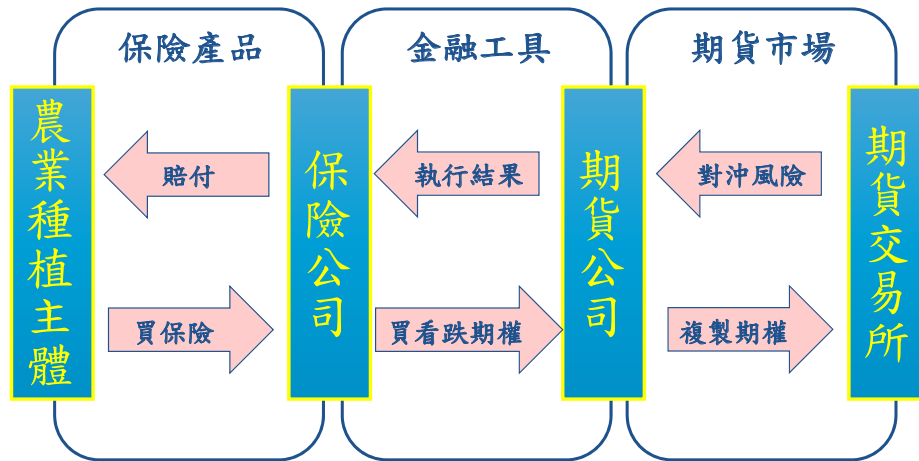 保險產品
金融工具
期貨市場
農業種植主體
賠付
保險公司
執行結果
期貨公司
對沖風險
期貨交易所
買保險
買看跌期權
複製期權